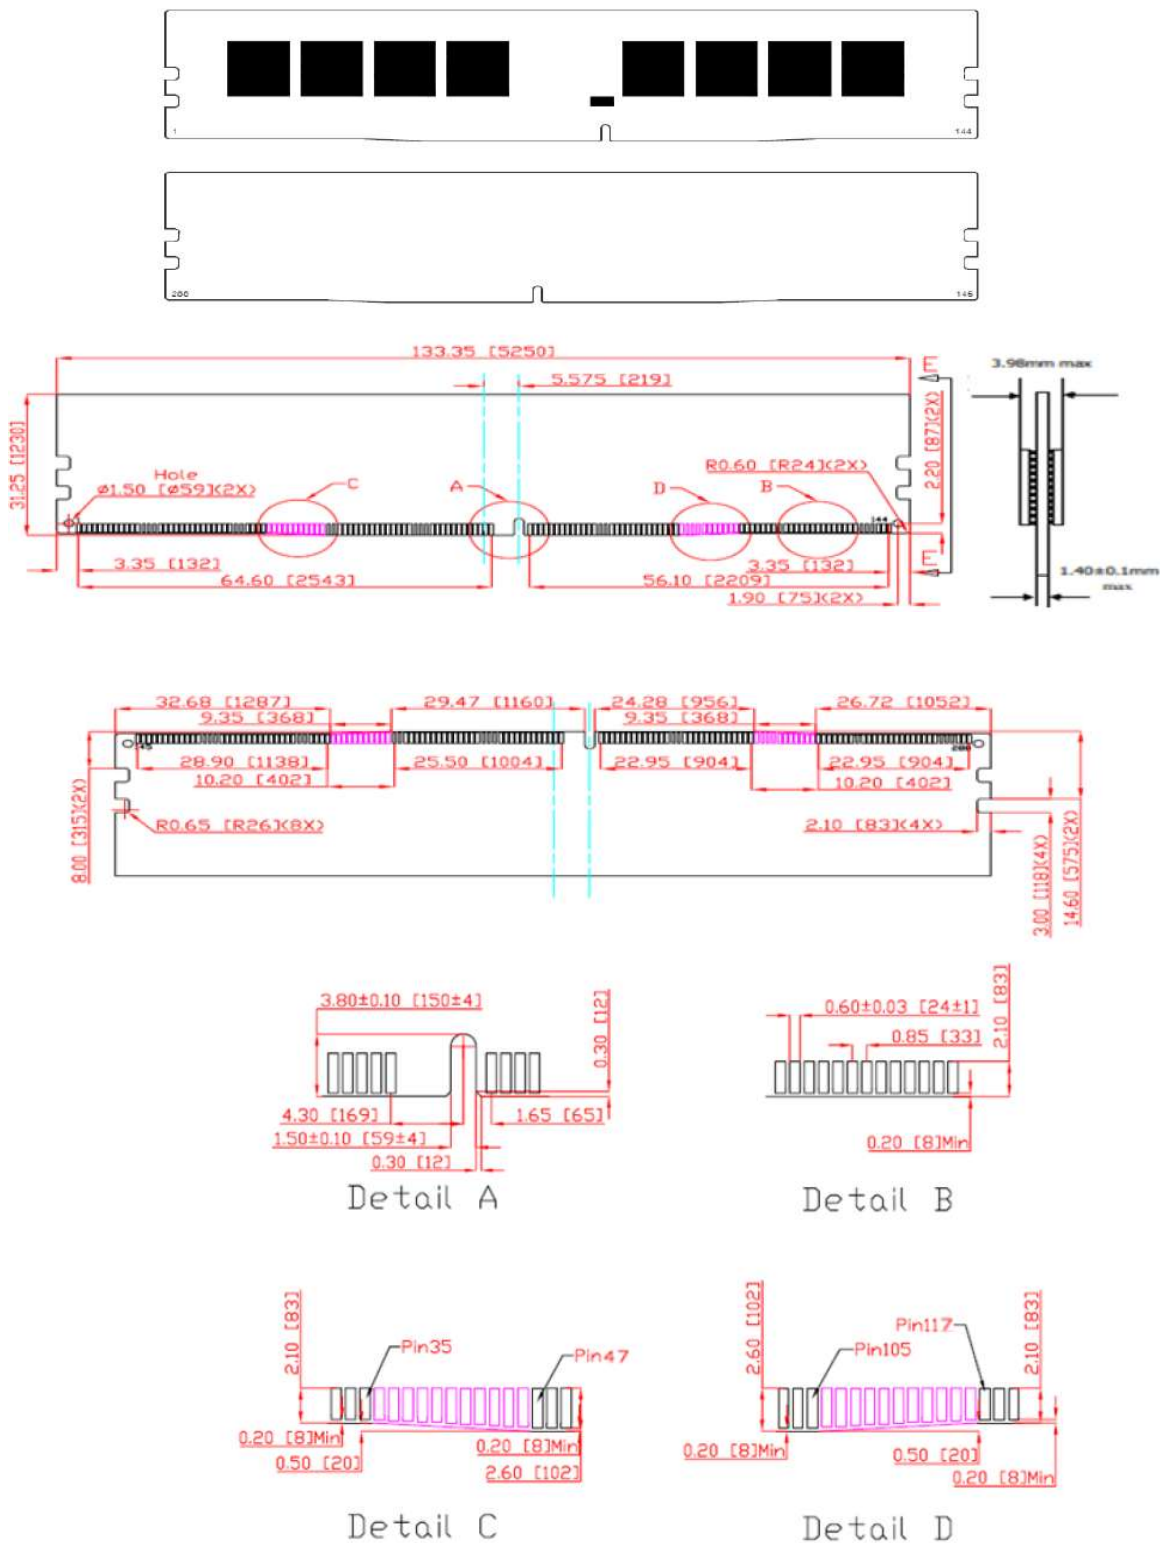 1 144
288 145
133.35 [5250]
5.575 [219]
E
3.98mm max
31.25 [1230]
2.20 [87](2X)
Hole
ø1.50 [ø59](2X)
C
A
D
B
R0.60 [R24](2X)
144
3.35 [132]
64.60 [2543]
3.35 [132]
56.10 [2209]
E
1.90 [75](2X)
1.40±0.1mm
max
32.68 [1287]
29.47 [1160]
24.28 [956]
26.72 [1052]
9.35 [368]
9.35 [368]
145
288
28.90 [1138]
25.50 [1004]
22.95 [904]
22.95 [904]
10.20 [402]
10.20 [402]
8.00 [315](2X)
R0.65 [R26](8X)
2.10 [83](4X)
3.00 [118](4X)
14.60 [575](2X)
3.80±0.10 [150±4]
0.30 [12]
4.30 [169]
1.65 [65]
1.50±0.10 [59±4]
0.30 [12]
Detail A
0.60±0.03 [24±1]
0.85 [33]
2.10 [83]
0.20 [8]Min
Detail B
2.10 [83]
Pin35
Pin47
0.20 [8]Min
0.20 [8]Min
0.50 [20]
2.60 [102]
Detail C
2.60 [102]
Pin117
Pin105
2.10 [83]
0.20 [8]Min
0.50 [20]
0.20 [8]Min
Detail D